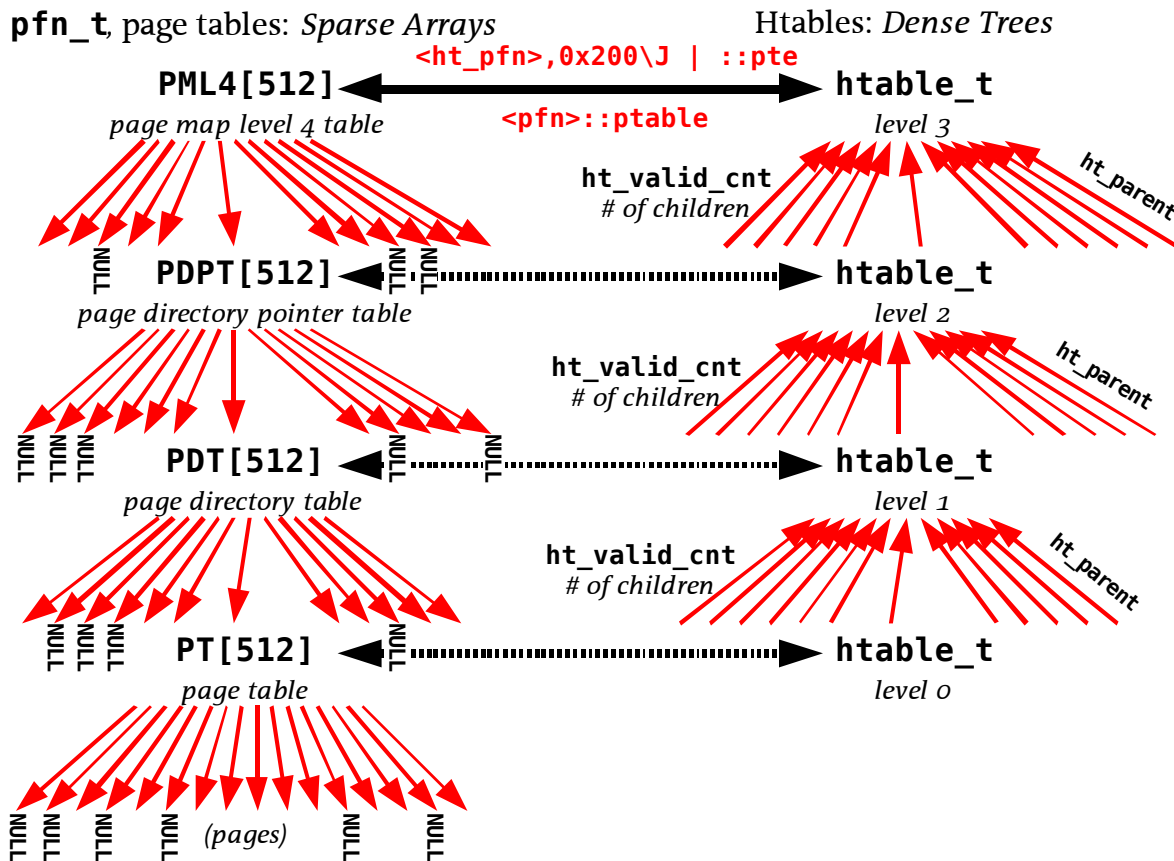 pfn_t, page tables: Sparse Arrays
Htables: Dense Trees
<ht_pfn>,0x200\J | ::pte
PML4[512]
htable_t
<pfn>::ptable
page map level 4 table
level 3
ht_valid_cnt
# of children
ht_parent
NULL
NULL
NULL
PDPT[512]
htable_t
page directory pointer table
level 2
ht_valid_cnt
# of children
ht_parent
NULL
NULL
NULL
NULL
NULL
PDT[512]
htable_t
page directory table
level 1
ht_valid_cnt
# of children
ht_parent
NULL
NULL
NULL
NULL
PT[512]
htable_t
page table
level 0
NULL
NULL
NULL
NULL
(pages)
NULL
NULL